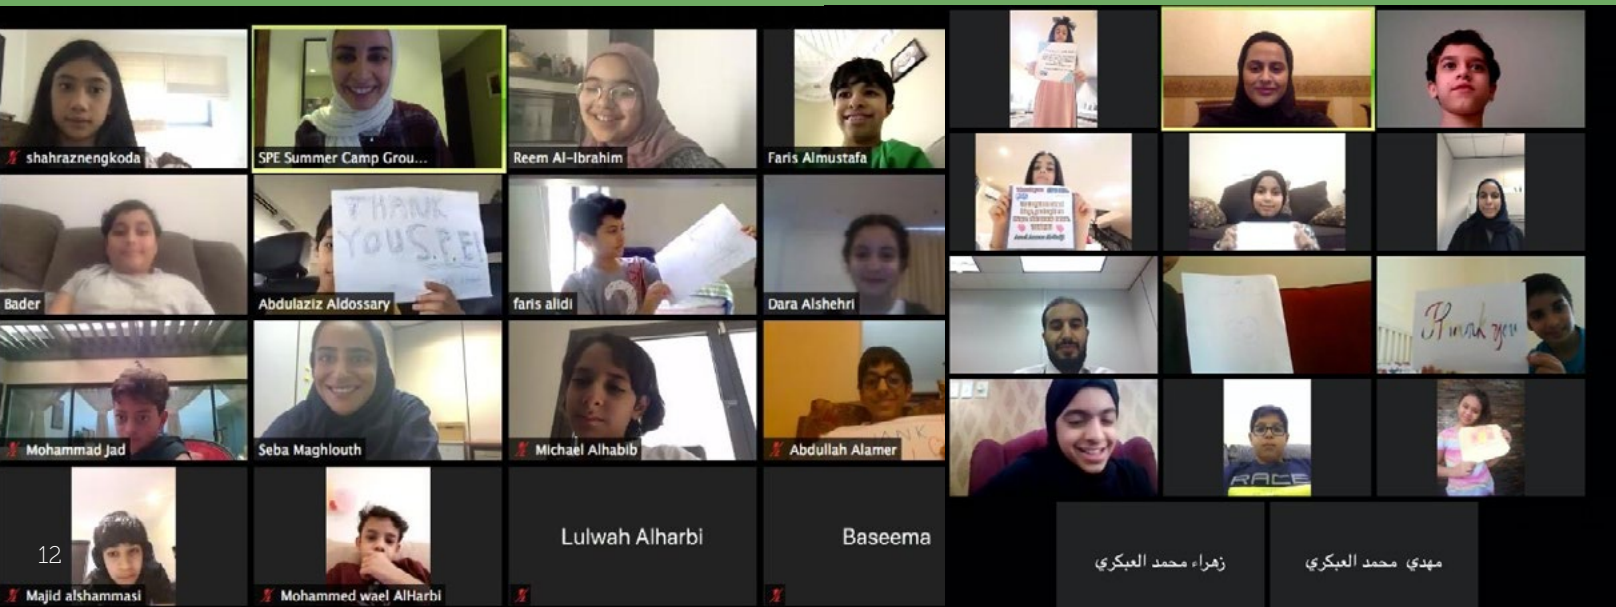 shahraznengkoda
SPE Summer Camp Grou...
Reem Al-Ibrahim
Faris Almustafa
Bader
THANK
YOU S.P.E!
Abdulaziz Aldossary
faris alidi
Dara Alshehri
Mohammad Jad
Seba Maghlouth
Michael Alhabib
Abdullah Alamer
Majid alshammasi
Mohammed wael AlHarbi
Lulwah Alharbi
Baseema
12
Thank you
RACE
زهراء محمد العبكري
مهدي محمد العبكري